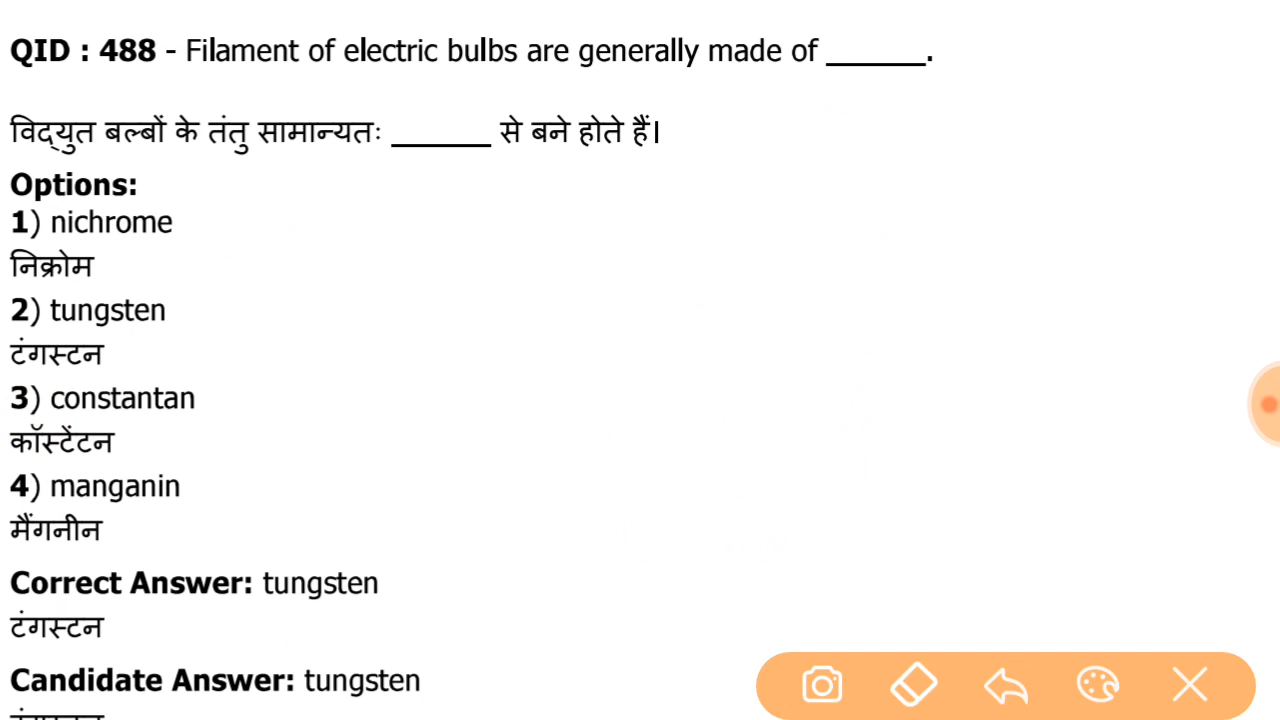 QID : 488 - Filament of electric bulbs are generally made of ______.
विद्‌युत बल्बों के तंतु सामान्यतः ______ से बने होते हैं।
Options:
1) nichrome
निक्रोम
2) tungsten
टंगस्टन
3) constantan
कॉस्टेंटन
4) manganin
मैंगनीन
Correct Answer: tungsten
टंगस्टन
Candidate Answer: tungsten